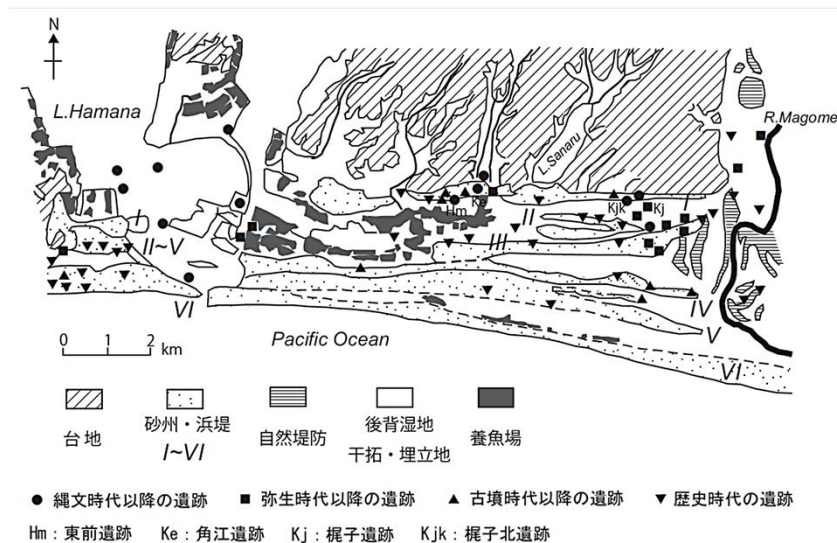 N
L.Hamana
R.Magome
L.Sanaru
Ke
Hm
Kjk
Kj
I
I
II
II~V
III
IV
VI
V
VI
Pacific Ocean
0 2
km
台地
砂州・浜堤
I~VI
自然堤防
後背湿地
干拓・埋立地
養魚場
● 縄文時代以降の遺跡 ■ 弥生時代以降の遺跡 ▲ 古墳時代以降の遺跡 ▼ 歴史時代の遺跡
Hm：東前遺跡 Ke：角江遺跡 Kj：梶子遺跡 Kjk：梶子北遺跡